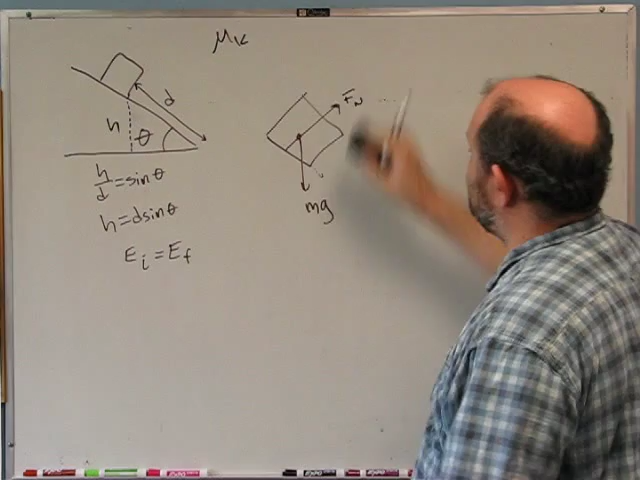 μk
h d θ
F_N
mg
h/d = sin θ
h = d sin θ
E_i = E_f